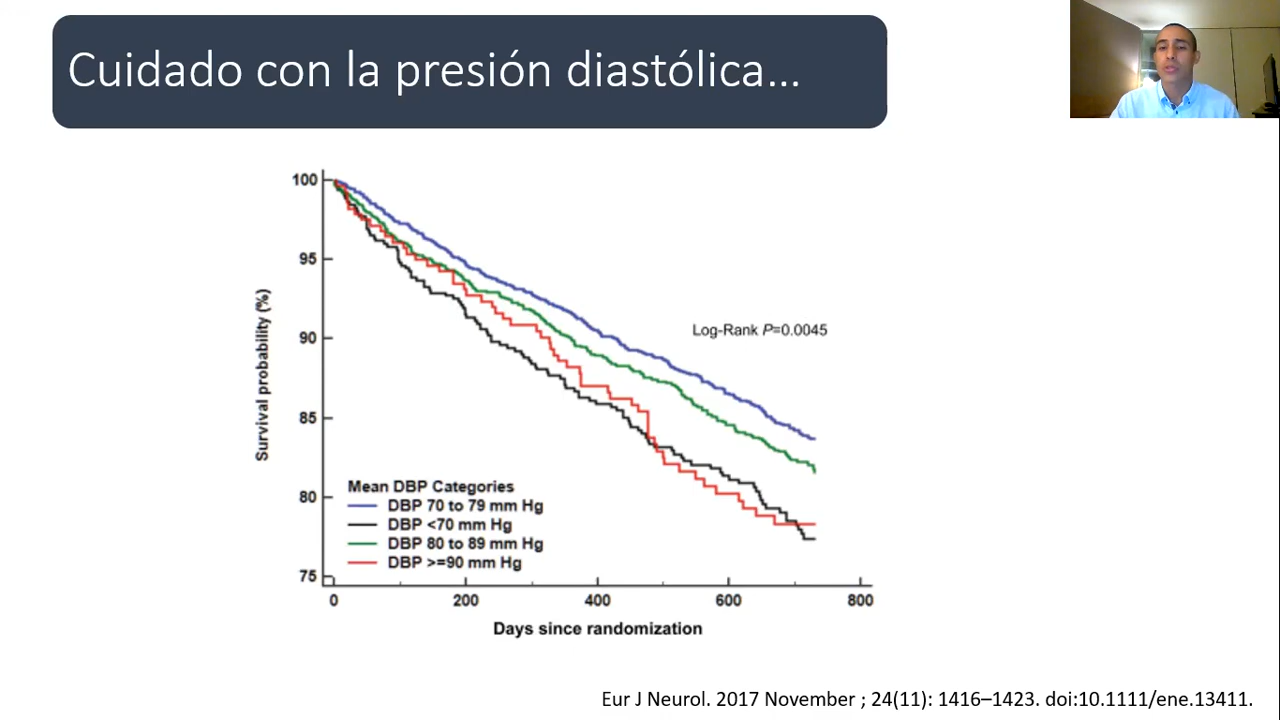 Cuidado con la presión diastólica...
100
95
90
85
80
75
Survival probability (%)
Log-Rank P=0.0045
Mean DBP Categories
DBP 70 to 79 mm Hg
DBP <70 mm Hg
DBP 80 to 89 mm Hg
DBP >=90 mm Hg
0 200 400 600 800
Days since randomization
Eur J Neurol. 2017 November ; 24(11): 1416–1423. doi:10.1111/ene.13411.